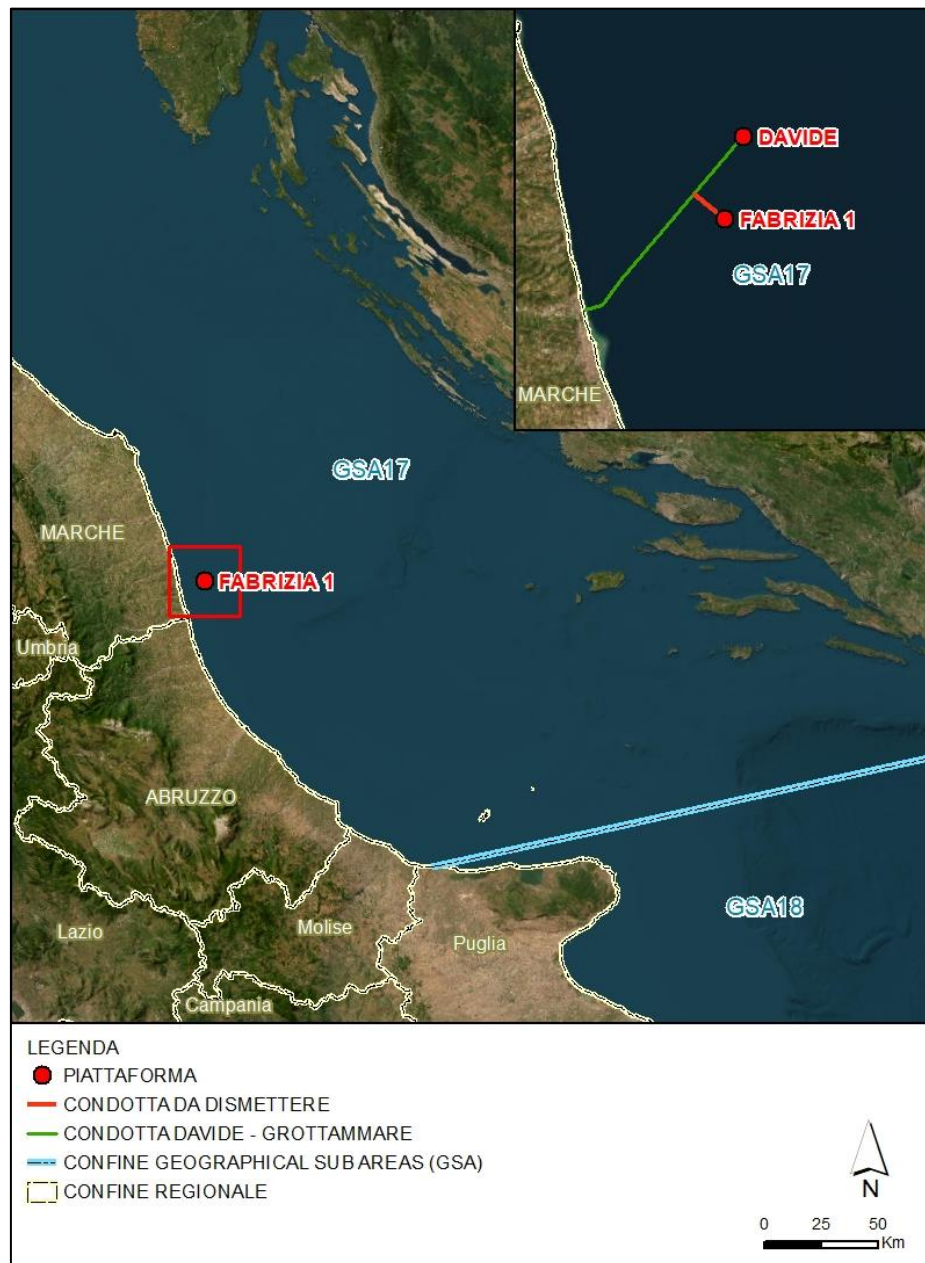 DAVIDE
FABRIZIA 1
GSA17
MARCHE
GSA17
MARCHE
FABRIZIA 1
Umbria
ABRUZZO
GSA18
Lazio
Molise
Puglia
Campania
LEGENDA
PIATTAFORMA
CONDOTTA DA DISMETTERE
CONDOTTA DAVIDE - GROTTAMMARE
CONFINE GEOGRAPHICAL SUB AREAS (GSA)
CONFINE REGIONALE
N
0 25 50
Km